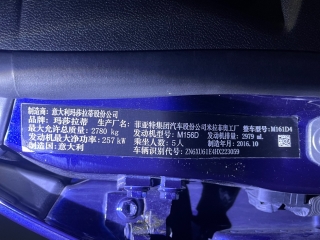 制造商:意大利玛莎拉蒂股份公司
品牌:玛莎拉蒂 生产厂名:菲亚特集团汽车股份公司米拉菲奥工厂
最大允许总质量:2780 kg 发动机型号:M156D 整车型号:M161D4
发动机最大净功率:257 kW 乘坐人数:5人 发动机排量:2979 mL
制造国:意大利 制造年月:2016.10
车辆识别代号:ZN6XU61E4HX223059